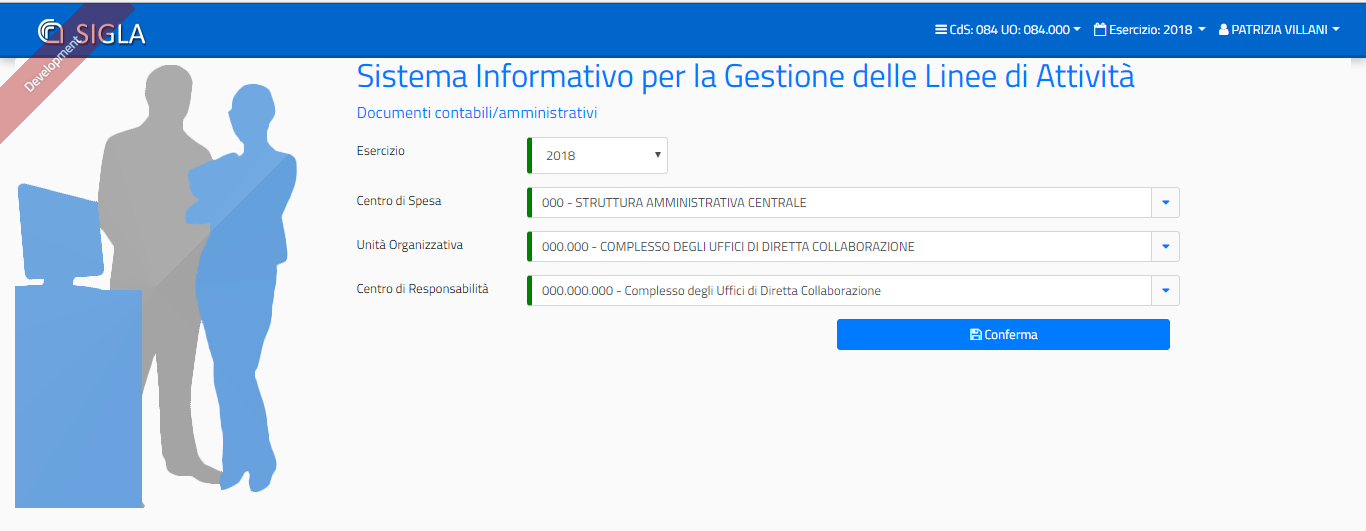 SIGLA
CdS: 084 UO: 084.000
Esercizio: 2018
PATRIZIA VILLANI
Development
Sistema Informativo per la Gestione delle Linee di Attività
Documenti contabili/amministrativi
Esercizio
2018
Centro di Spesa
000 - STRUTTURA AMMINISTRATIVA CENTRALE
Unità Organizzativa
000.000 - COMPLESSO DEGLI UFFICI DI DIRETTA COLLABORAZIONE
Centro di Responsabilità
000.000.000 - Complesso degli Uffici di Diretta Collaborazione
Conferma